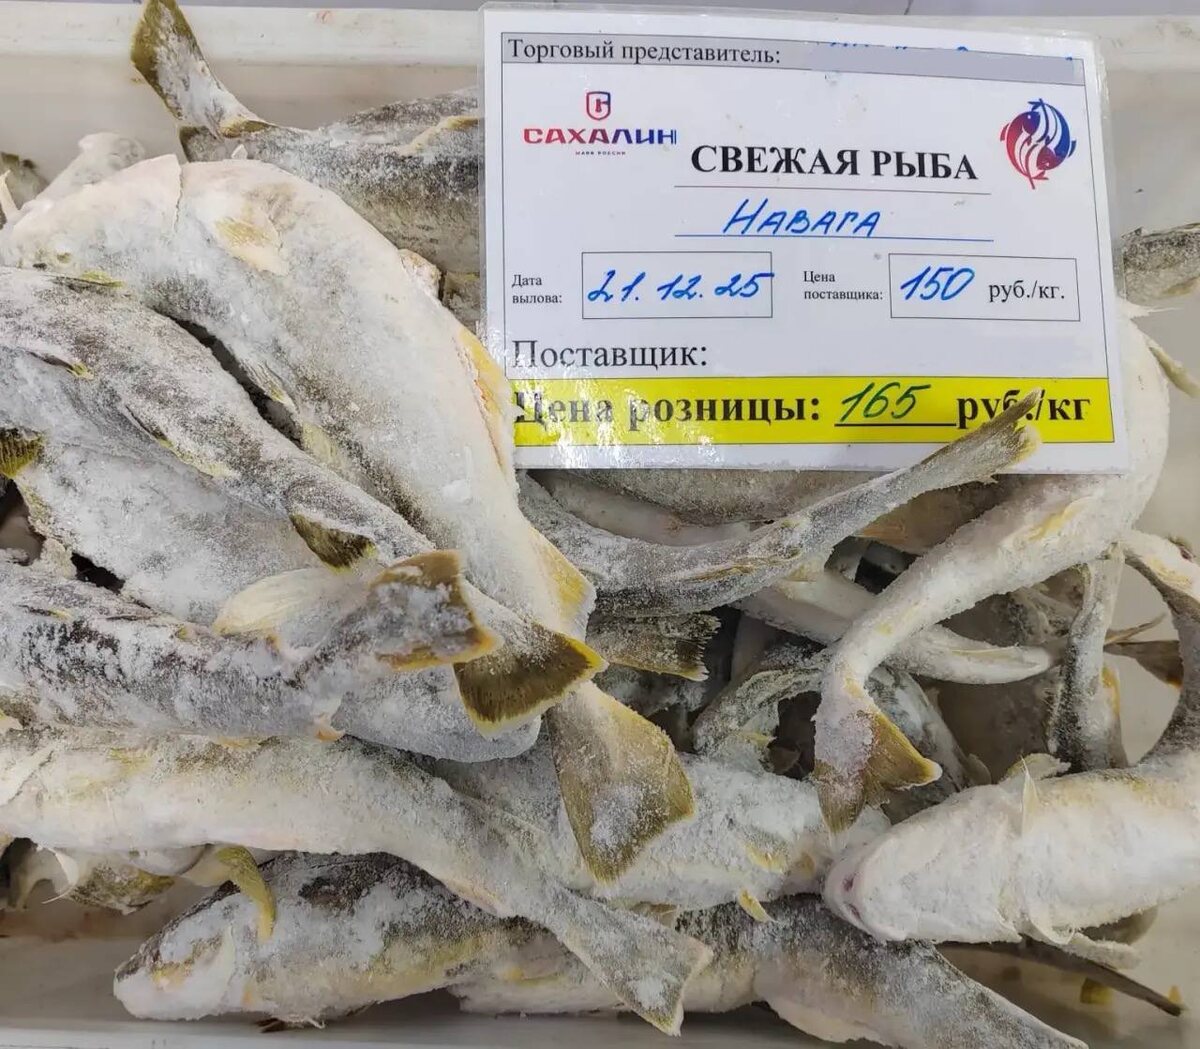 Торговый представитель:
САХАЛИН
СВЕЖАЯ РЫБА
НАВАГА
Дата вылова: 21.12.25
Цена поставщика: 150 руб./кг.
Поставщик:
Цена розницы: 165 руб./кг